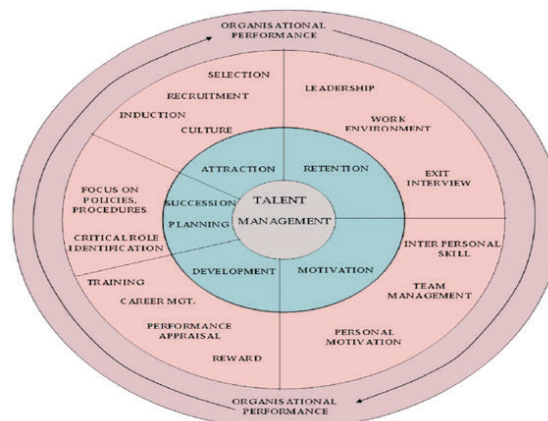 ORGANISATIONAL
PERFORMANCE
SELECTION
RECRUITMENT
INDUCTION
CULTURE
LEADERSHIP
WORK
ENVIRONMENT
EXIT
INTERVIEW
ATTRACTION
RETENTION
FOCUS ON
POLICIES,
PROCEDURES
CRITICAL ROLE
IDENTIFICATION
SUCCESSION
PLANNING
TALENT
MANAGEMENT
INTER PERSONAL
SKILL
TEAM
MANAGEMENT
PERSONAL
MOTIVATION
DEVELOPMENT
MOTIVATION
TRAINING
CAREER MGT.
PERFORMANCE
APPRAISAL
REWARD
ORGANISATIONAL
PERFORMANCE